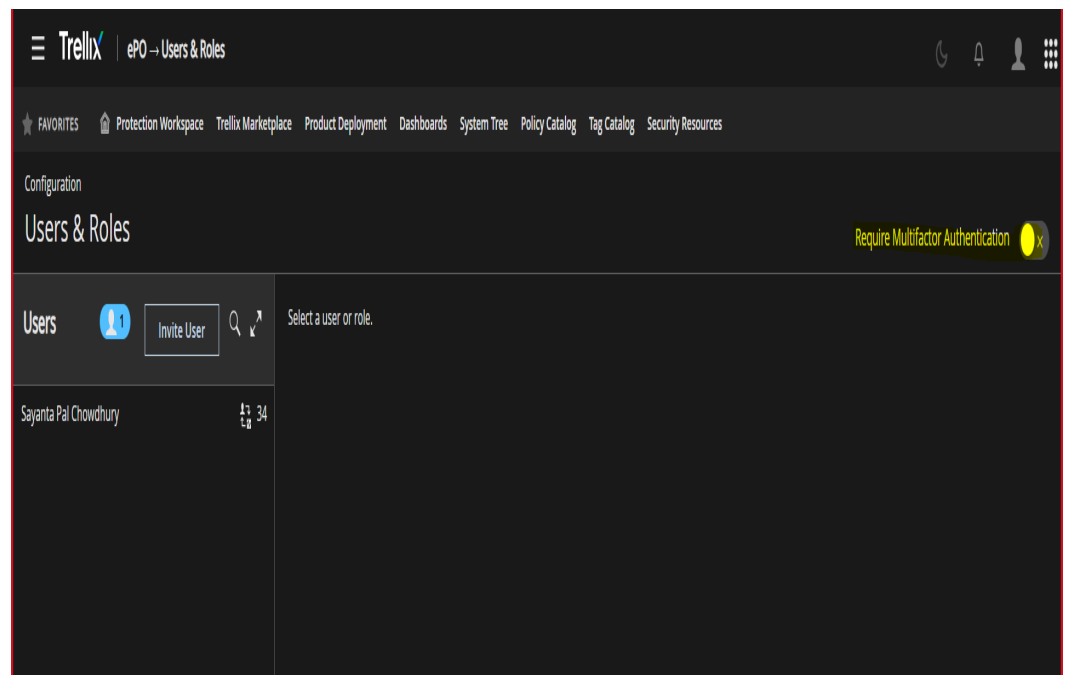 Trellix ePO → Users & Roles
FAVORITES Protection Workspace Trellix Marketplace Product Deployment Dashboards System Tree Policy Catalog Tag Catalog Security Resources
Configuration
Users & Roles
Require Multifactor Authentication X
Users 1 Invite User
Select a user or role.
Sayanta Pal Chowdhury 34